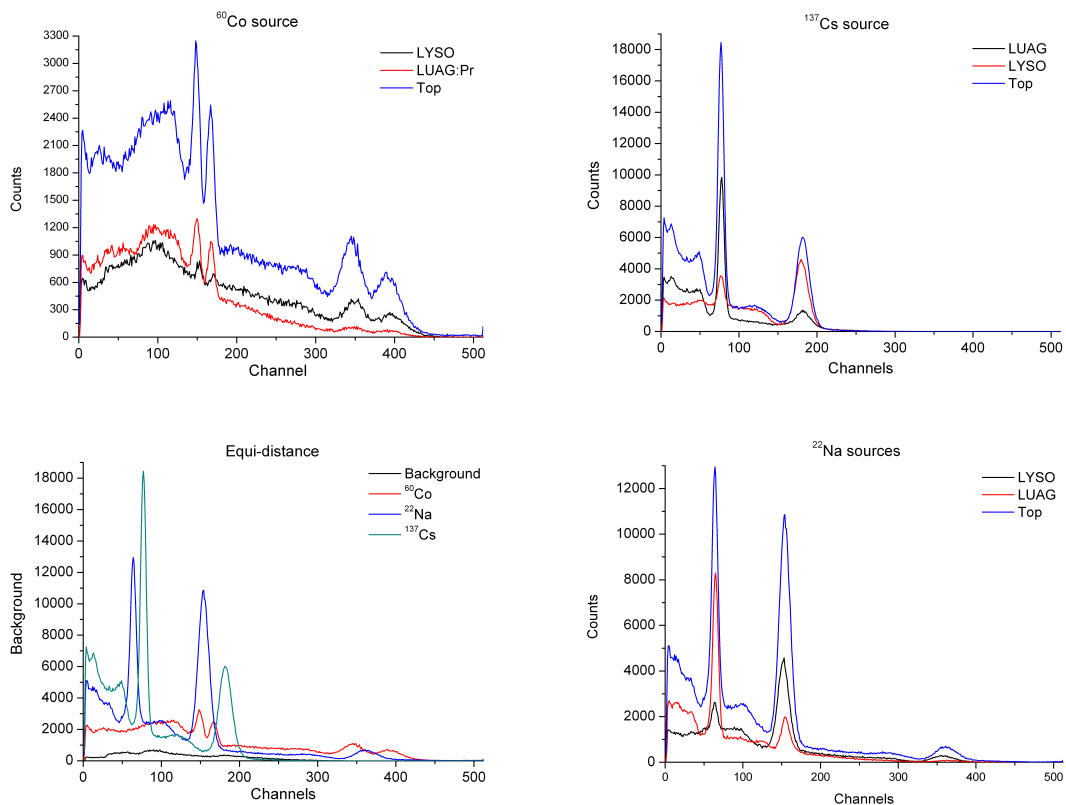 ⁶⁰Co source
3300
3000
2700
2400
2100
1800
1500
1200
900
600
300
0
Counts
LYSO
LUAG:Pr
Top
0 100 200 300 400 500
Channel
¹³⁷Cs source
18000
16000
14000
12000
10000
8000
6000
4000
2000
0
Counts
LUAG
LYSO
Top
0 100 200 300 400 500
Channels
Equi-distance
18000
16000
14000
12000
10000
8000
6000
4000
2000
0
Background
Background
⁶⁰Co
²²Na
¹³⁷Cs
0 100 200 300 400 500
Channels
²²Na sources
12000
10000
8000
6000
4000
2000
0
Counts
LYSO
LUAG
Top
0 100 200 300 400 500
Channels